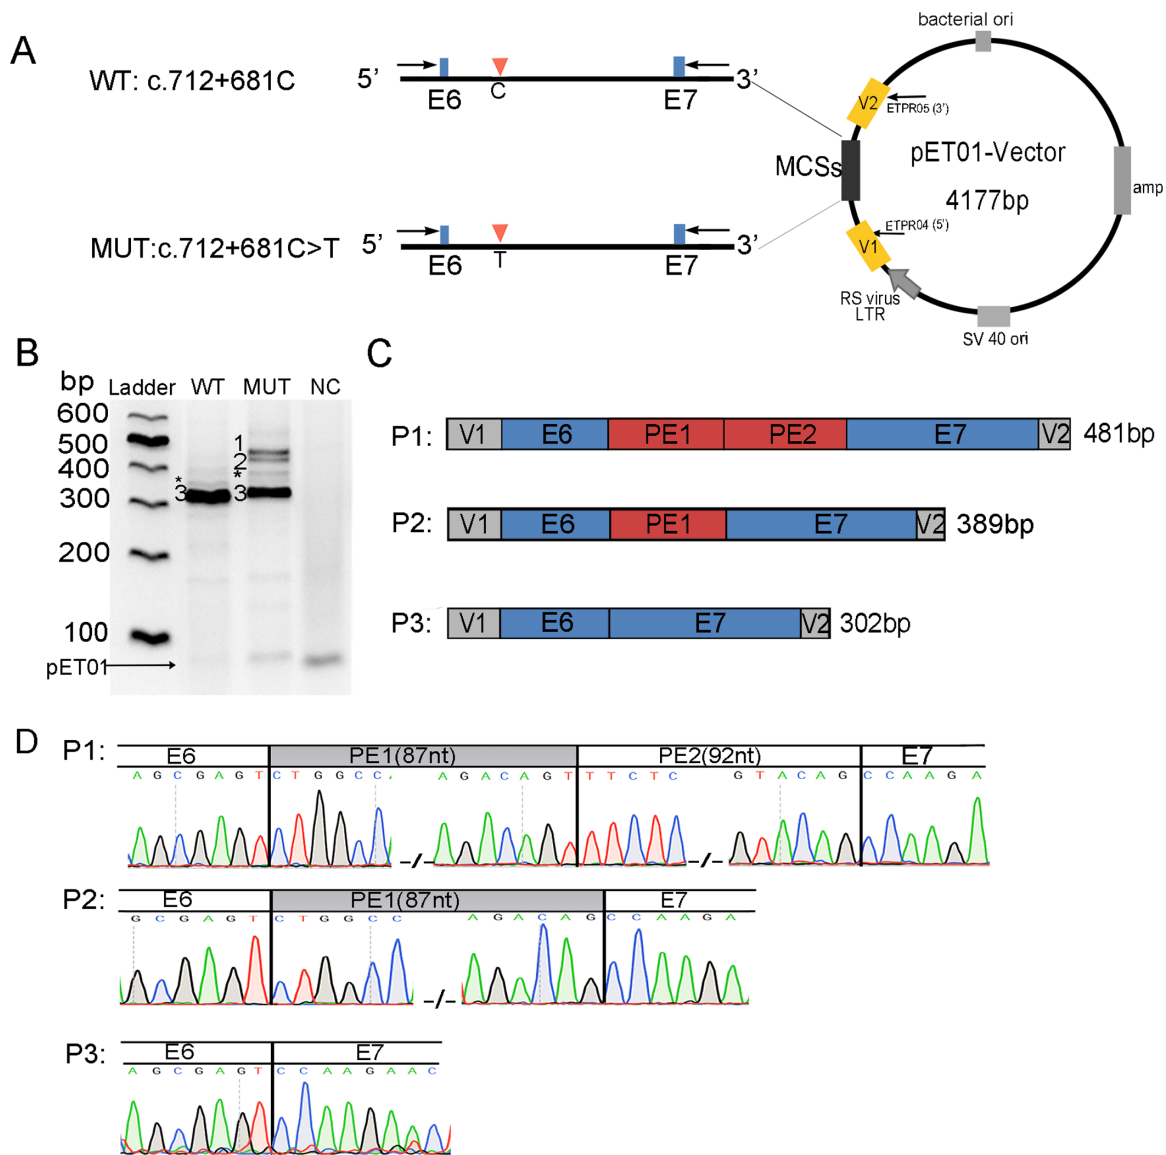 A
WT: c.712+681C
5’ E6 C E7 3’
MUT:c.712+681C>T
5’ E6 T E7 3’
bacterial ori
V2
ETPR05 (3’)
MCSs
pET01-Vector
4177bp
amp
ETPR04 (5’)
V1
RS virus
LTR
SV 40 ori
B
bp Ladder WT MUT NC
600
500 1
400 2
* *
300 3 3
200
100
pET01
C
P1: V1 E6 PE1 PE2 E7 V2 481bp
P2: V1 E6 PE1 E7 V2 389bp
P3: V1 E6 E7 V2 302bp
D
P1: E6 PE1(87nt) PE2(92nt) E7
A G C G A G T C T G G C C A G A C A G T T T C T C G T A C A G C C A A G A
-/- -/-
P2: E6 PE1(87nt) E7
G C G A G T C T G G C C A G A C A G C C A A G A
-/-
P3: E6 E7
A G C G A G T C C A A G A A C